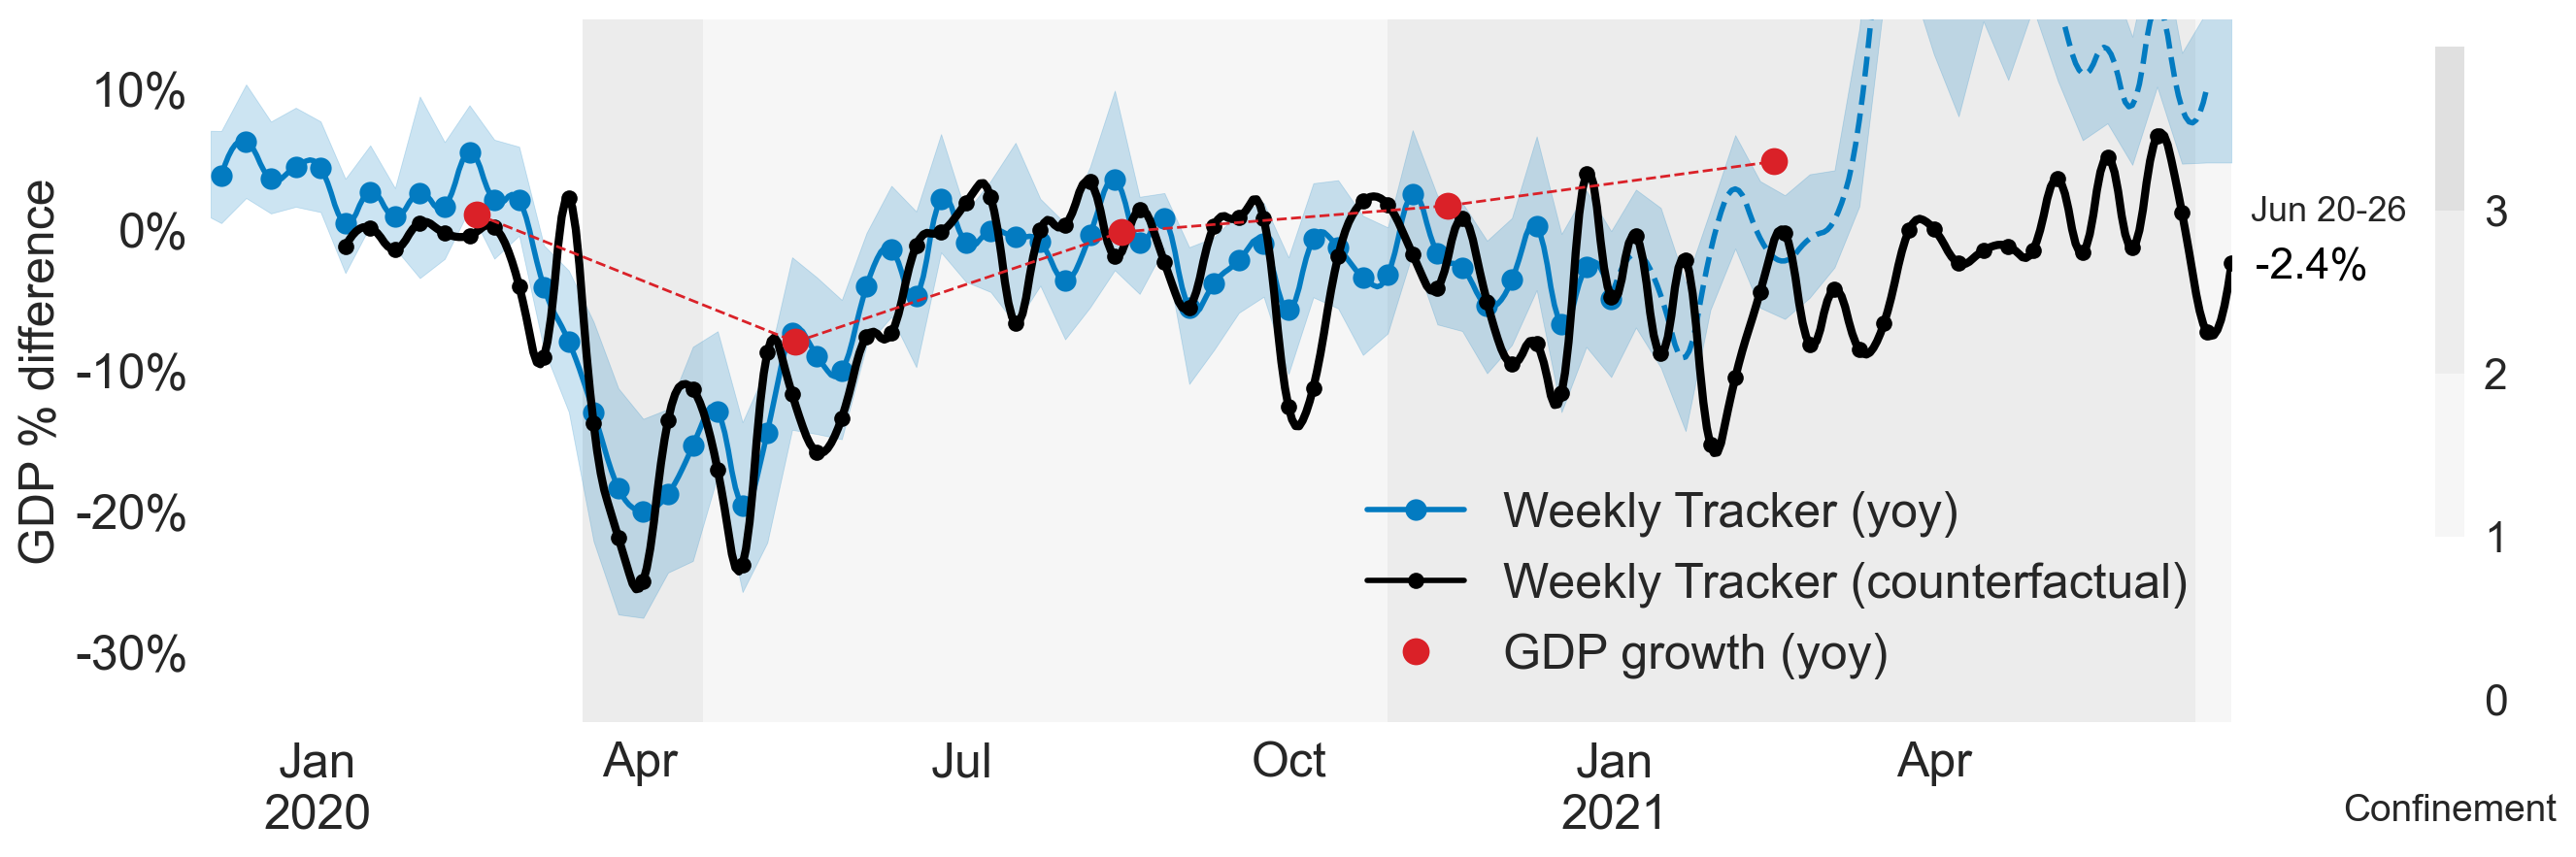 GDP % difference
10%
0%
-10%
-20%
-30%
Jan
2020
Apr
Jul
Oct
Jan
2021
Apr
Weekly Tracker (yoy)
Weekly Tracker (counterfactual)
GDP growth (yoy)
Jun 20-26
-2.4%
3
2
1
0
Confinement